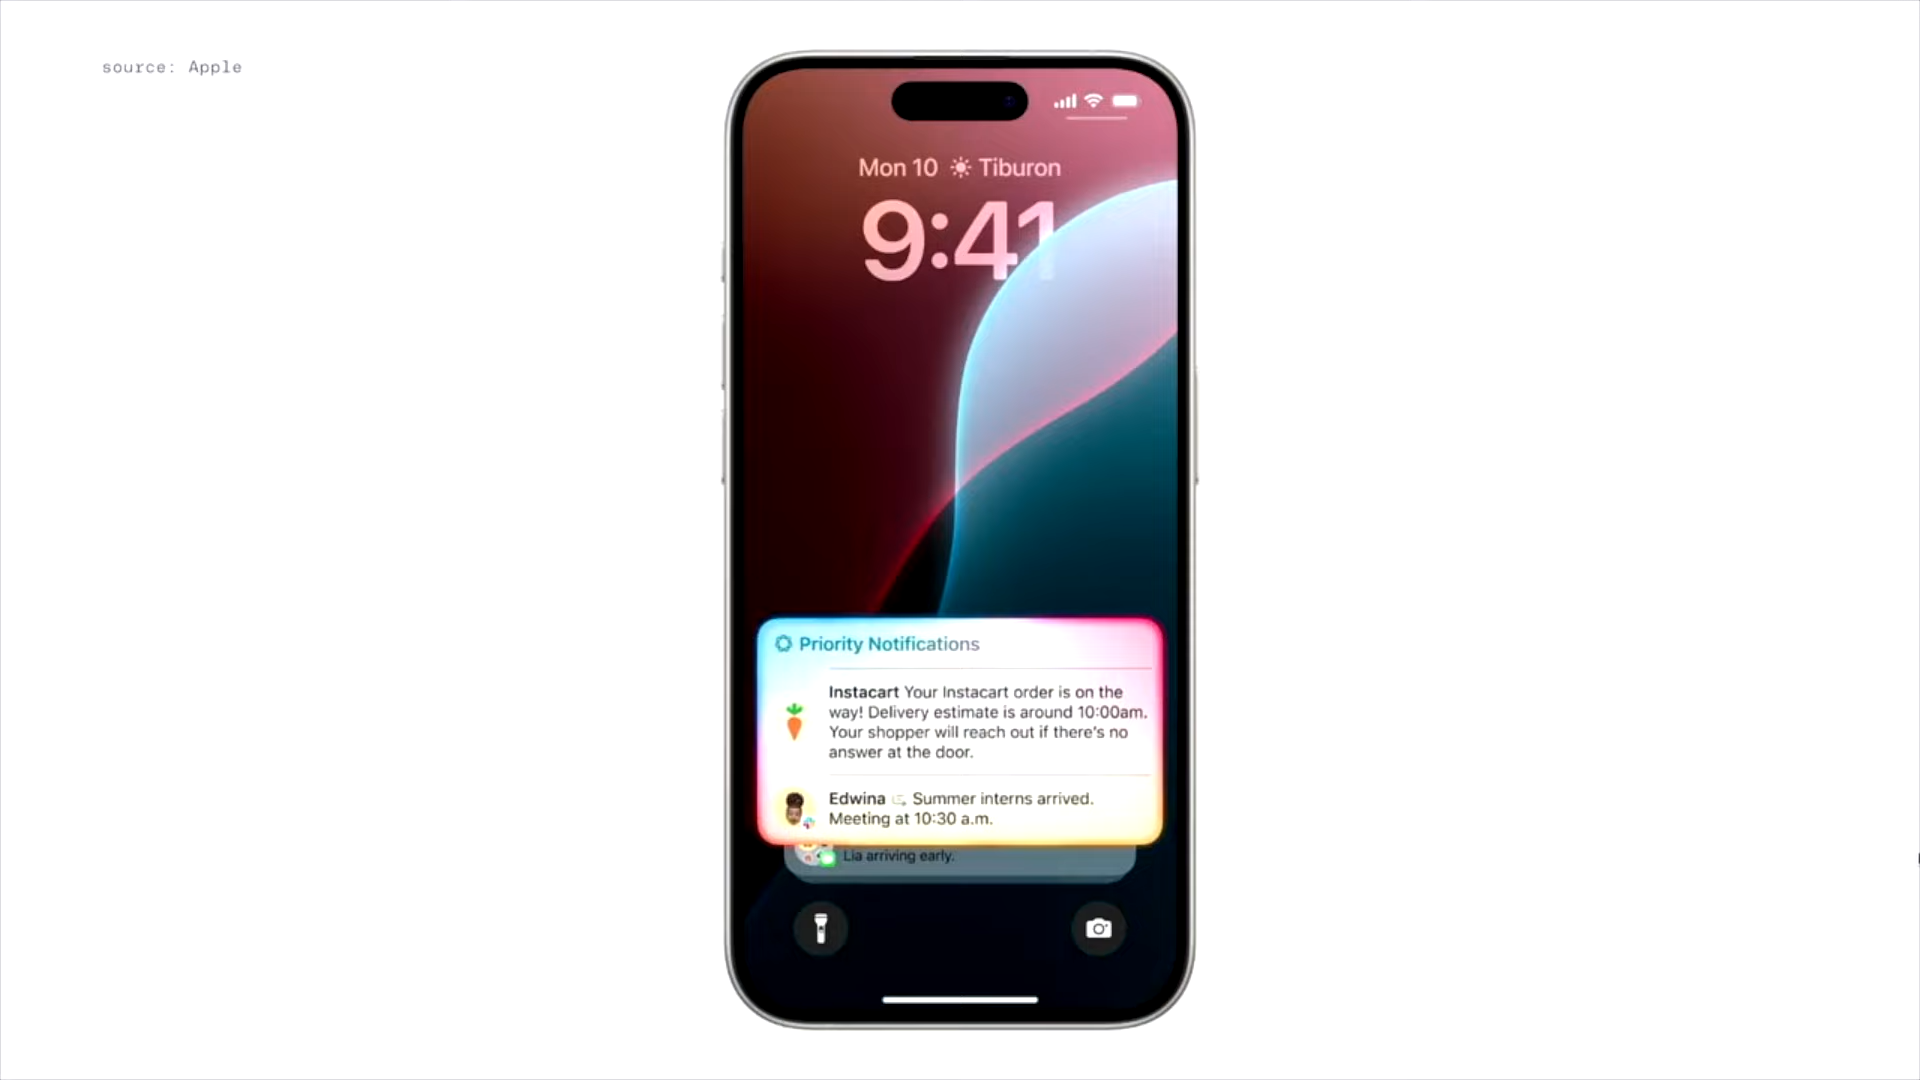 source: Apple
Mon 10 Tiburon
9:41
Priority Notifications
Instacart Your Instacart order is on the
way! Delivery estimate is around 10:00am.
Your shopper will reach out if there's no
answer at the door.
Edwina Summer interns arrived.
Meeting at 10:30 a.m.
Lia arriving early.